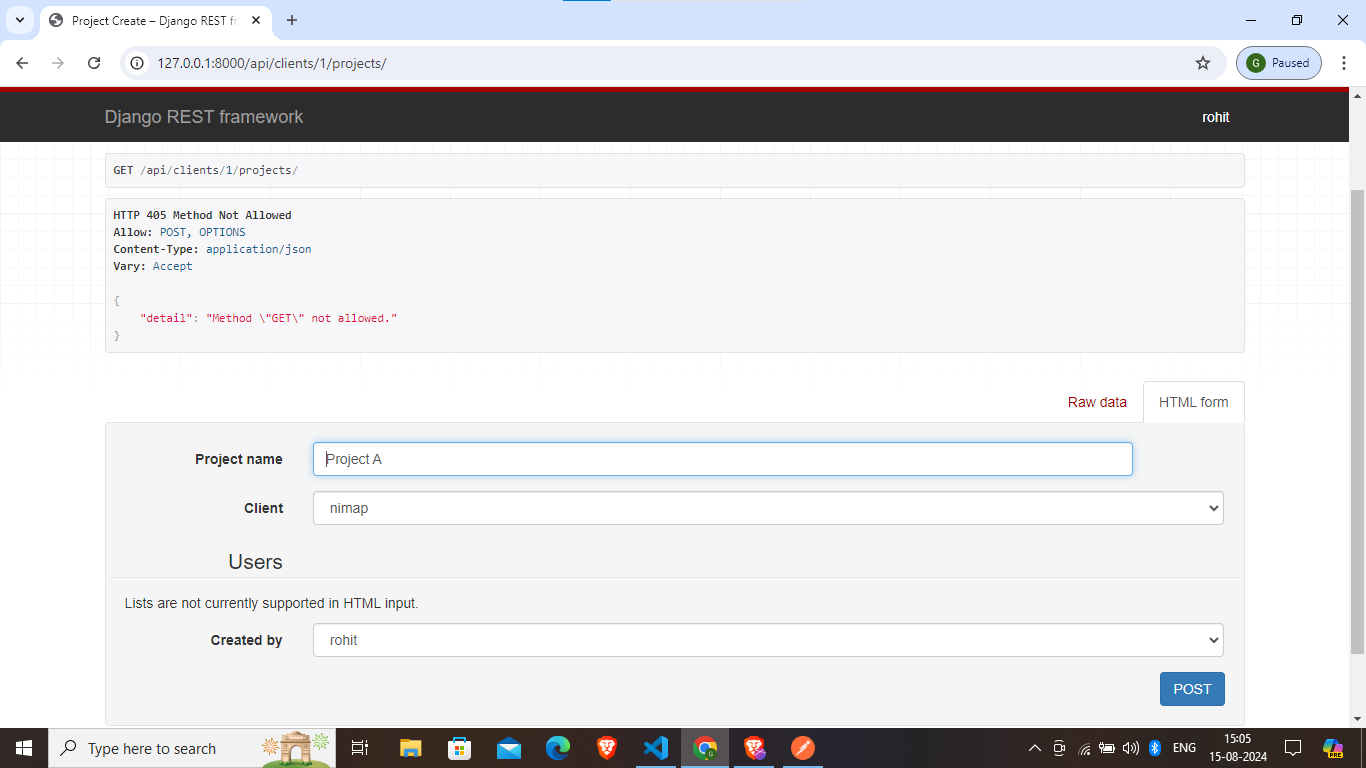 Project Create – Django REST fr
127.0.0.1:8000/api/clients/1/projects/
G Paused
Django REST framework
rohit
GET /api/clients/1/projects/
HTTP 405 Method Not Allowed
Allow: POST, OPTIONS
Content-Type: application/json
Vary: Accept
{
"detail": "Method \"GET\" not allowed."
}
Raw data
HTML form
Project name
Project A
Client
nimap
Users
Lists are not currently supported in HTML input.
Created by
rohit
POST
Type here to search
ENG
15:05
15-08-2024
PRE